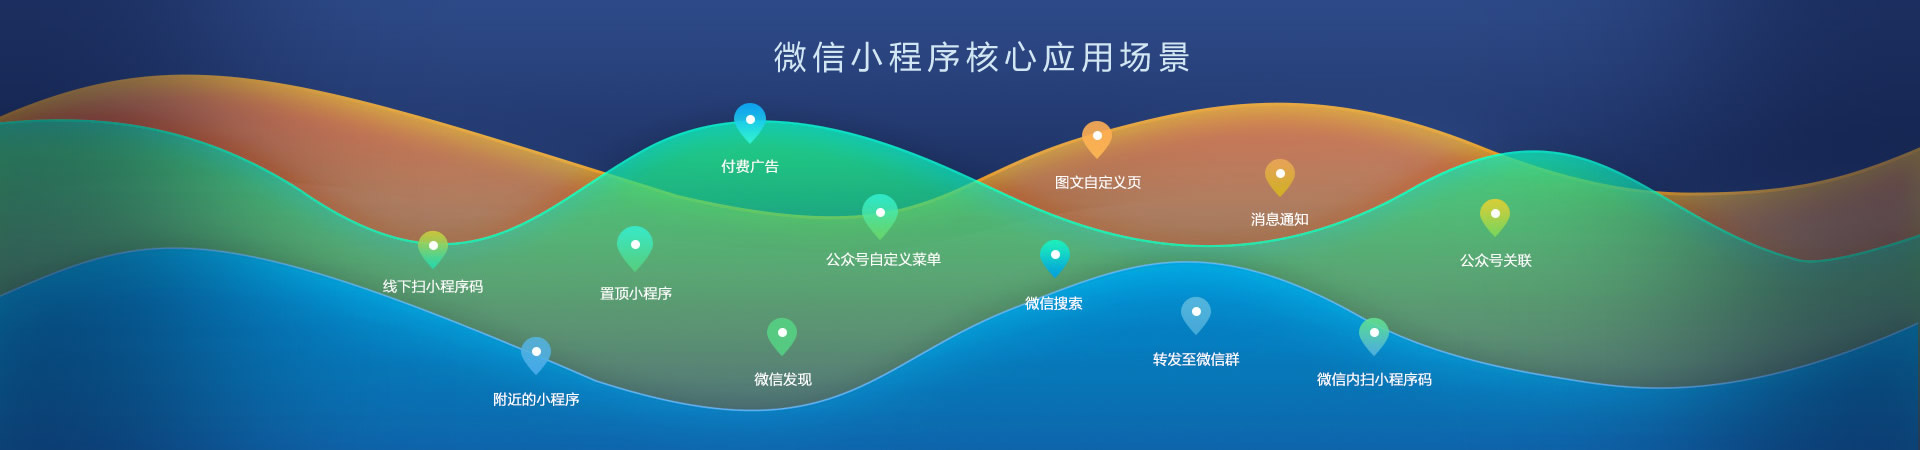 微信小程序核心应用场景
付费广告
图文自定义页
消息通知
公众号自定义菜单
公众号关联
线下扫小程序码
置顶小程序
微信搜索
转发至微信群
微信发现
微信内扫小程序码
附近的小程序